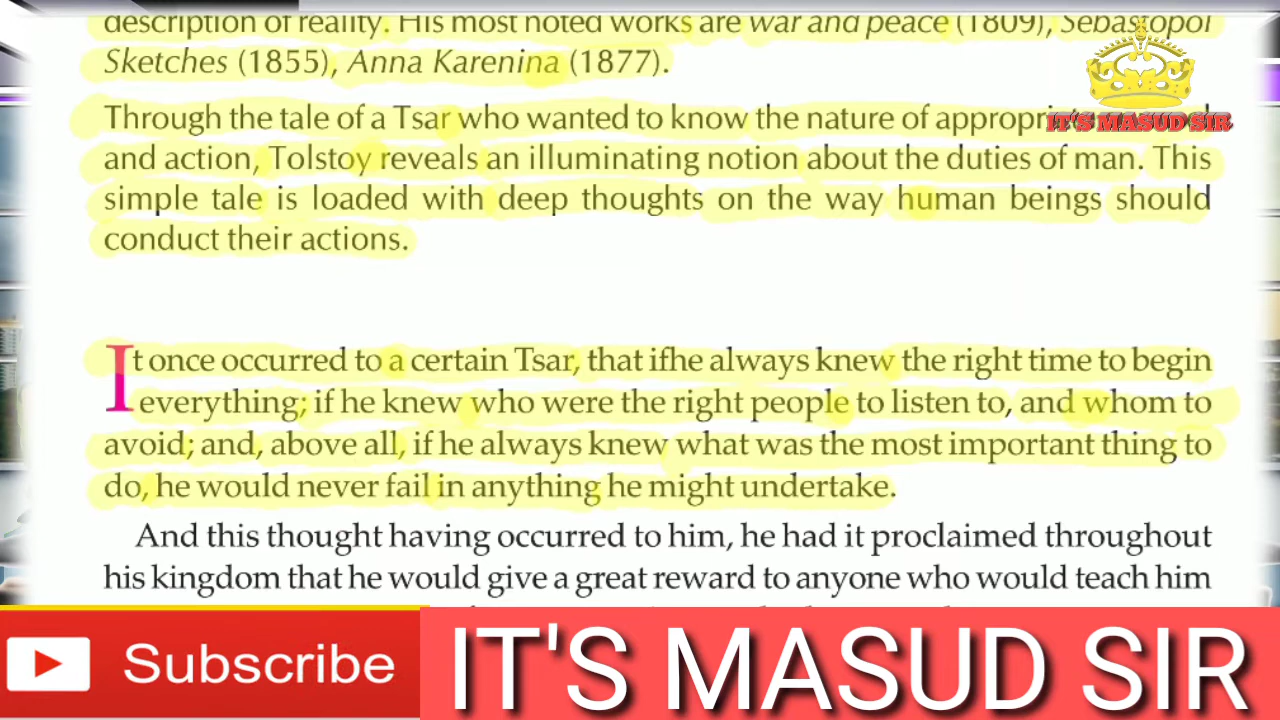 description of reality. His most noted works are war and peace (1809), Sebastopol
Sketches (1855), Anna Karenina (1877).
Through the tale of a Tsar who wanted to know the nature of
IT'S MASUD SIR
and action, Tolstoy reveals an illuminating notion about the duties of man. This
simple tale is loaded with deep thoughts on the way human beings should
conduct their actions.
It once occurred to a certain Tsar, that ifhe always knew the right time to begin
everything; if he knew who were the right people to listen to, and whom to
avoid; and, above all, if he always knew what was the most important thing to
do, he would never fail in anything he might undertake.
And this thought having occurred to him, he had it proclaimed throughout
his kingdom that he would give a great reward to anyone who would teach him
Subscribe
IT'S MASUD SIR